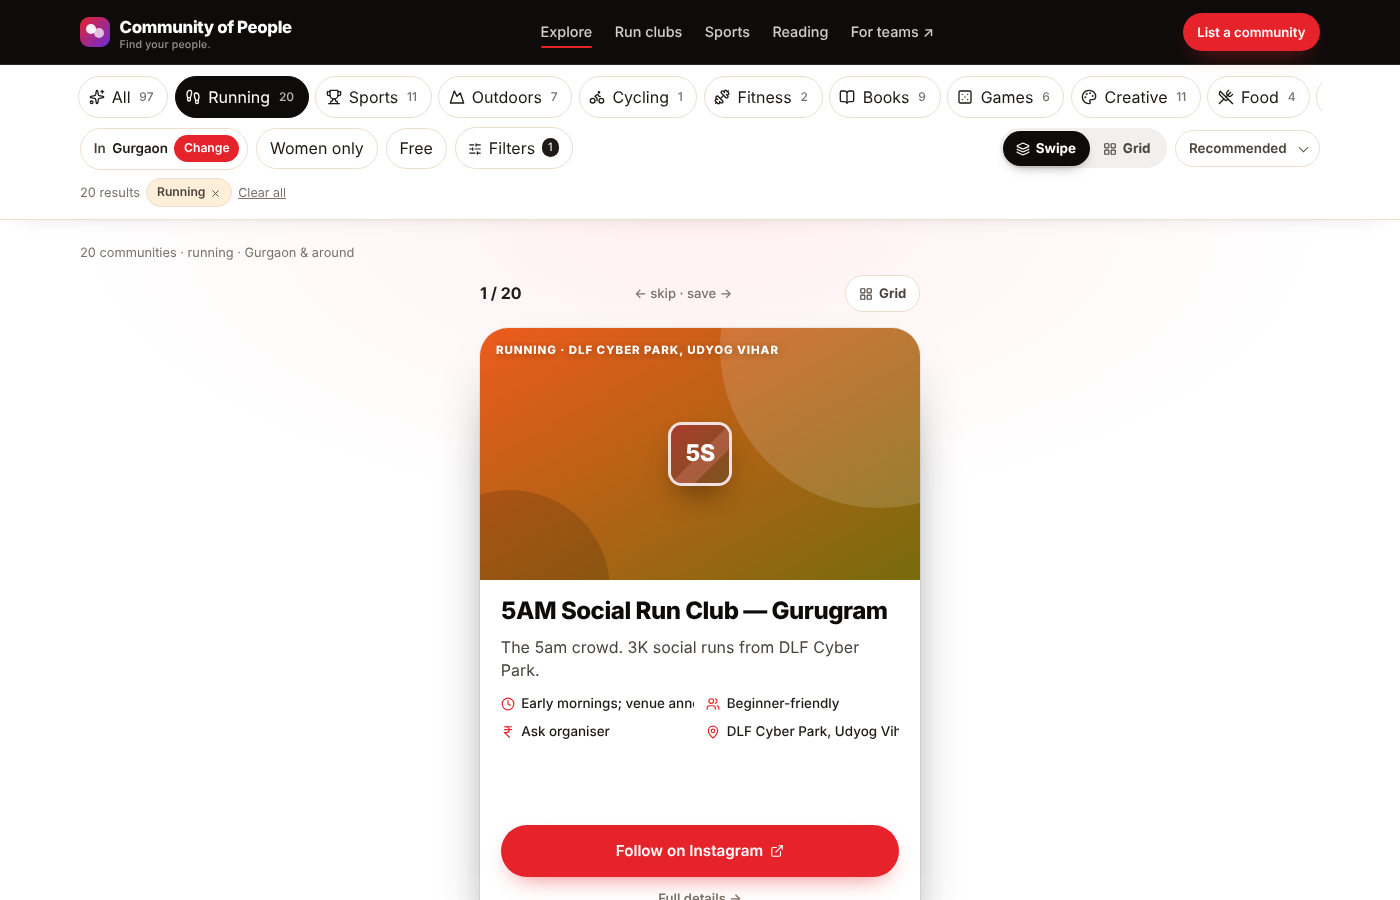 Community of People
Find your people.
Explore
Run clubs
Sports
Reading
For teams ↗
List a community
All 97
Running 20
Sports 11
Outdoors 7
Cycling 1
Fitness 2
Books 9
Games 6
Creative 11
Food 4
In Gurgaon Change
Women only
Free
Filters 1
Swipe
Grid
Recommended
20 results
Running ×
Clear all
20 communities · running · Gurgaon & around
1 / 20
← skip · save →
Grid
RUNNING · DLF CYBER PARK, UDYOG VIHAR
5S
5AM Social Run Club — Gurugram
The 5am crowd. 3K social runs from DLF Cyber
Park.
Early mornings; venue
Beginner-friendly
₹ Ask organiser
DLF Cyber Park, Udyog
Follow on Instagram
Full details →